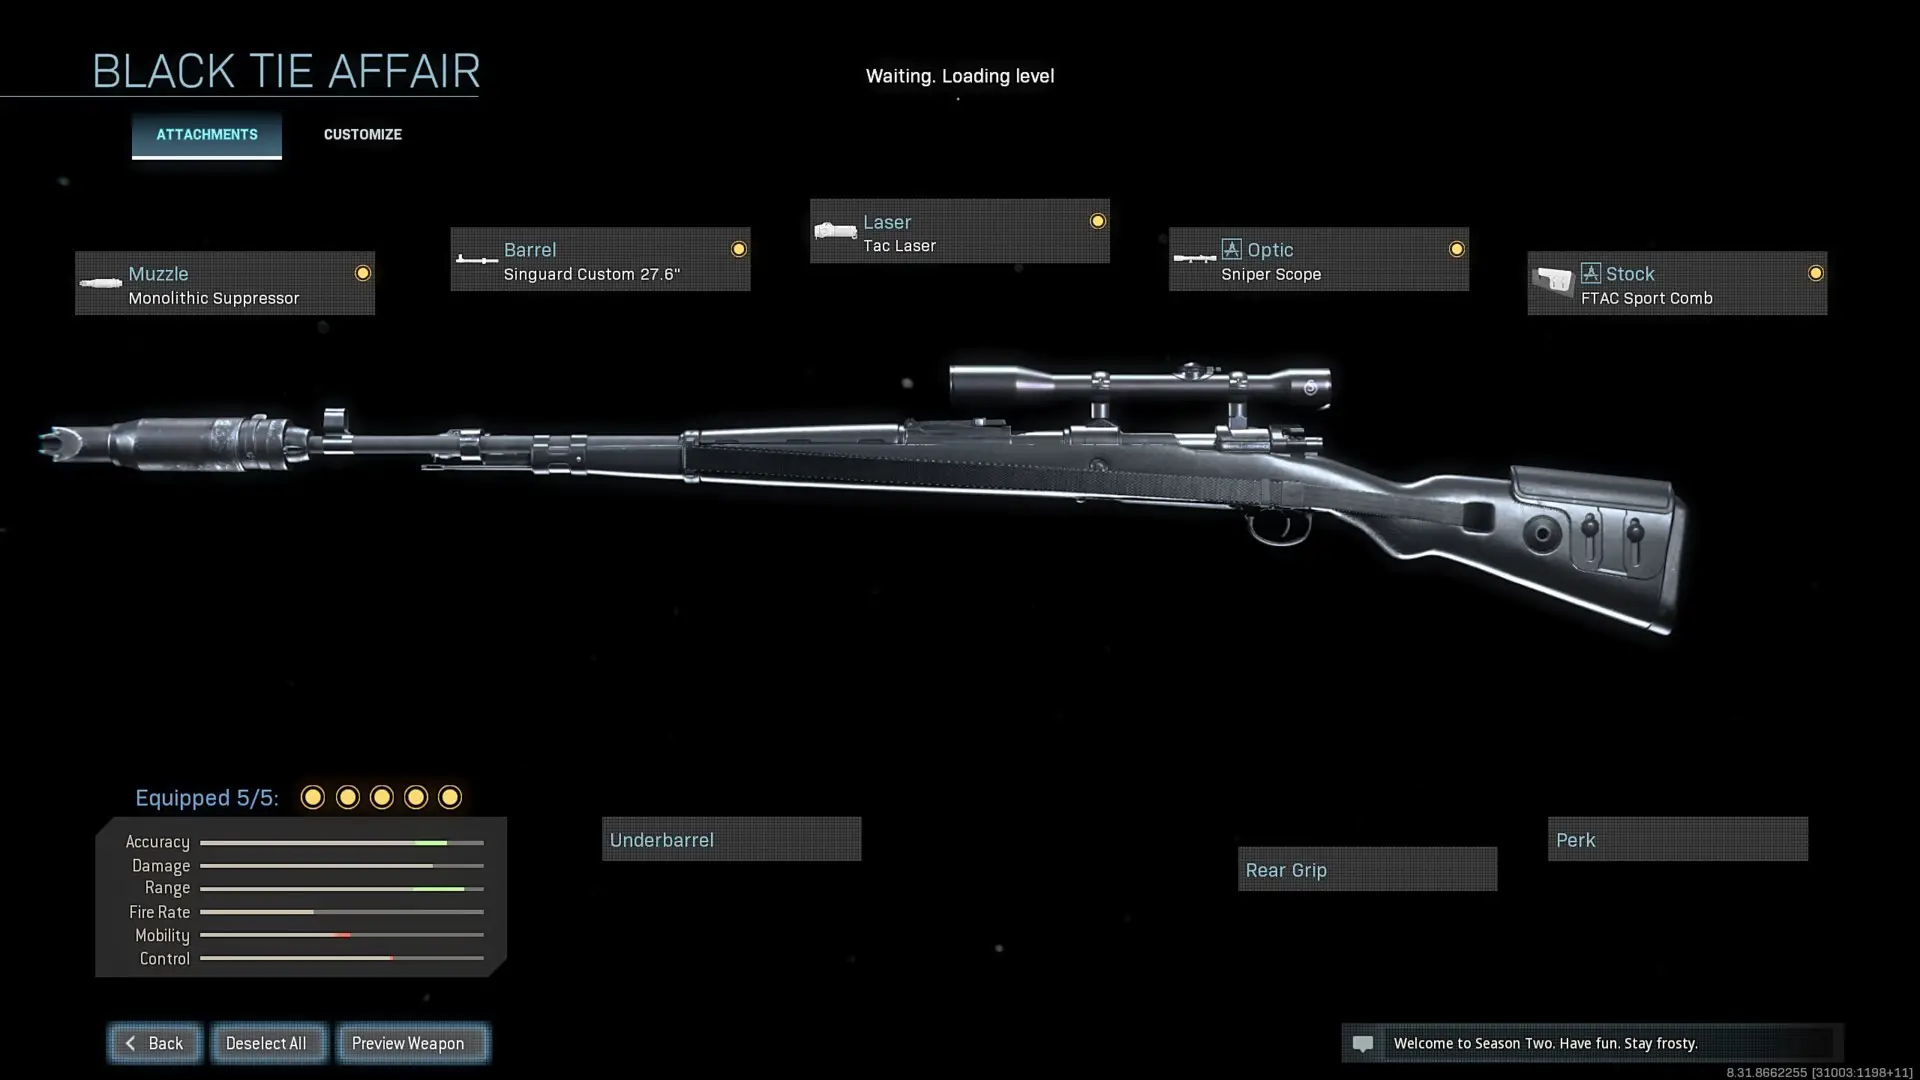 BLACK TIE AFFAIR
Waiting. Loading level
ATTACHMENTS
CUSTOMIZE
Muzzle
Monolithic Suppressor
Barrel
Singuard Custom 27.6"
Laser
Tac Laser
Optic
Sniper Scope
Stock
FTAC Sport Comb
Equipped 5/5:
Accuracy
Damage
Range
Fire Rate
Mobility
Control
Underbarrel
Rear Grip
Perk
Back
Deselect All
Preview Weapon
Welcome to Season Two. Have fun. Stay frosty.
8.31.8662255 [31003:1198+11]